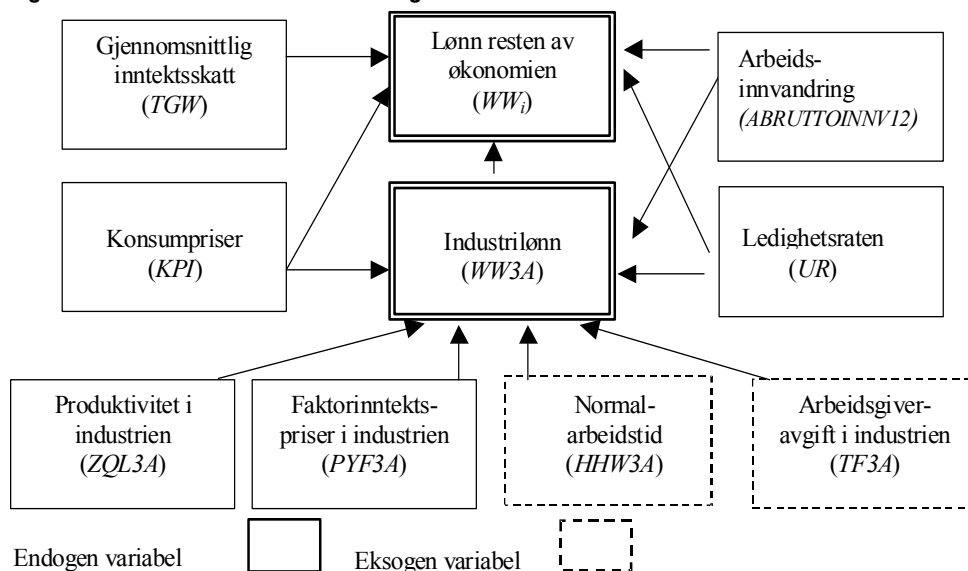 Gjennomsnittlig
inntektsskatt
(TGW)
Lønn resten av
økonomien
(WWi)
Arbeids-
innvandring
(ABRUTTOINNV12)
Konsumpriser
(KPI)
Industrilønn
(WW3A)
Ledighetsraten
(UR)
Produktivitet i
industrien
(ZQL3A)
Faktorinntekts-
priser i industrien
(PYF3A)
Normal-
arbeidstid
(HHW3A)
Arbeidsgiver-
avgift i industrien
(TF3A)
Endogen variabel
Eksogen variabel